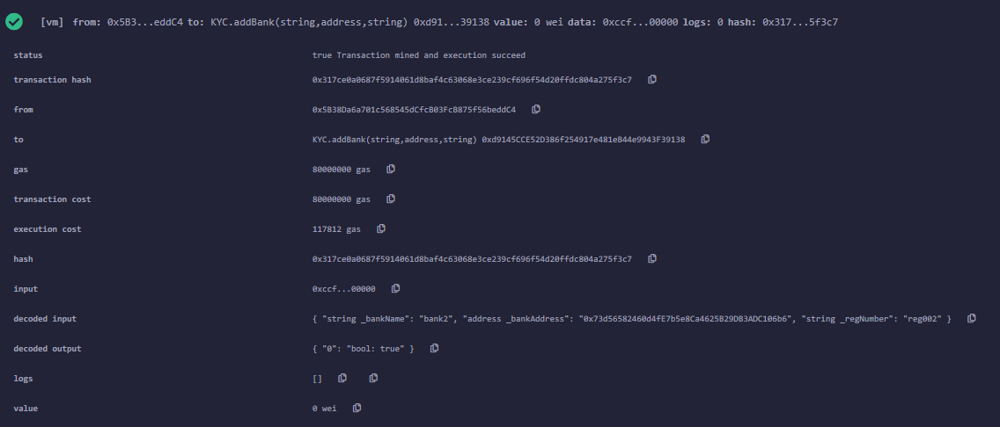 [vm] from: 0x5B3...eddC4 to: KYC.addBank(string,address,string) 0xd91...39138 value: 0 wei data: 0xccf...00000 logs: 0 hash: 0x317...5f3c7
status true Transaction mined and execution succeed
transaction hash 0x317ce0a0687f5914061d8baf4c63068e3ce239cf696f54d20ffdc804a275f3c7
from 0x5B38Da6a701c568545dCfcB03FcB875f56beddC4
to KYC.addBank(string,address,string) 0xd9145CCE52D386f254917e481eB44e9943F39138
gas 80000000 gas
transaction cost 80000000 gas
execution cost 117812 gas
hash 0x317ce0a0687f5914061d8baf4c63068e3ce239cf696f54d20ffdc804a275f3c7
input 0xccf...00000
decoded input { "string _bankName": "bank2", "address _bankAddress": "0x73d56582460d4fE7b5e8Ca4625B29DB3ADC106b6", "string _regNumber": "reg002" }
decoded output { "0": "bool: true" }
logs []
value 0 wei